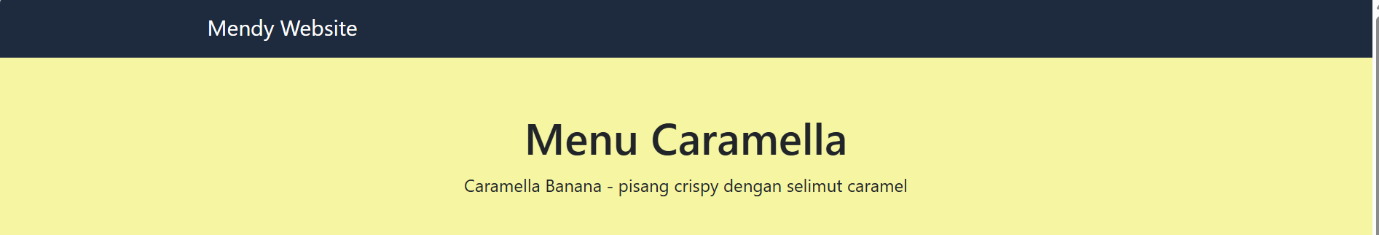 Mendy Website
Menu Caramella
Caramella Banana - pisang crispy dengan selimut caramel